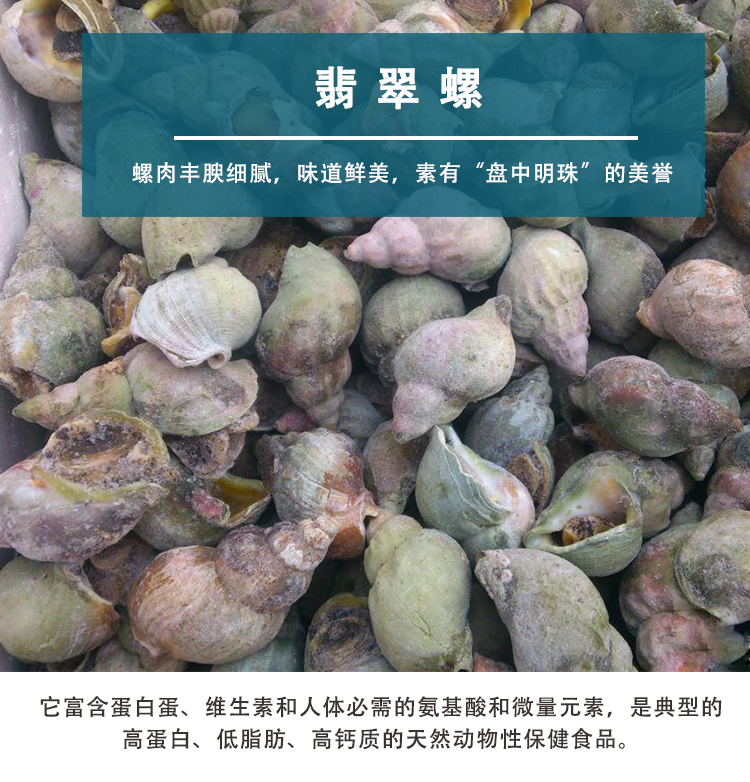 翡翠螺
螺肉丰腴细腻，味道鲜美，素有“盘中明珠”的美誉
它富含蛋白蛋、维生素和人体必需的氨基酸和微量元素，是典型的
高蛋白、低脂肪、高钙质的天然动物性保健食品。